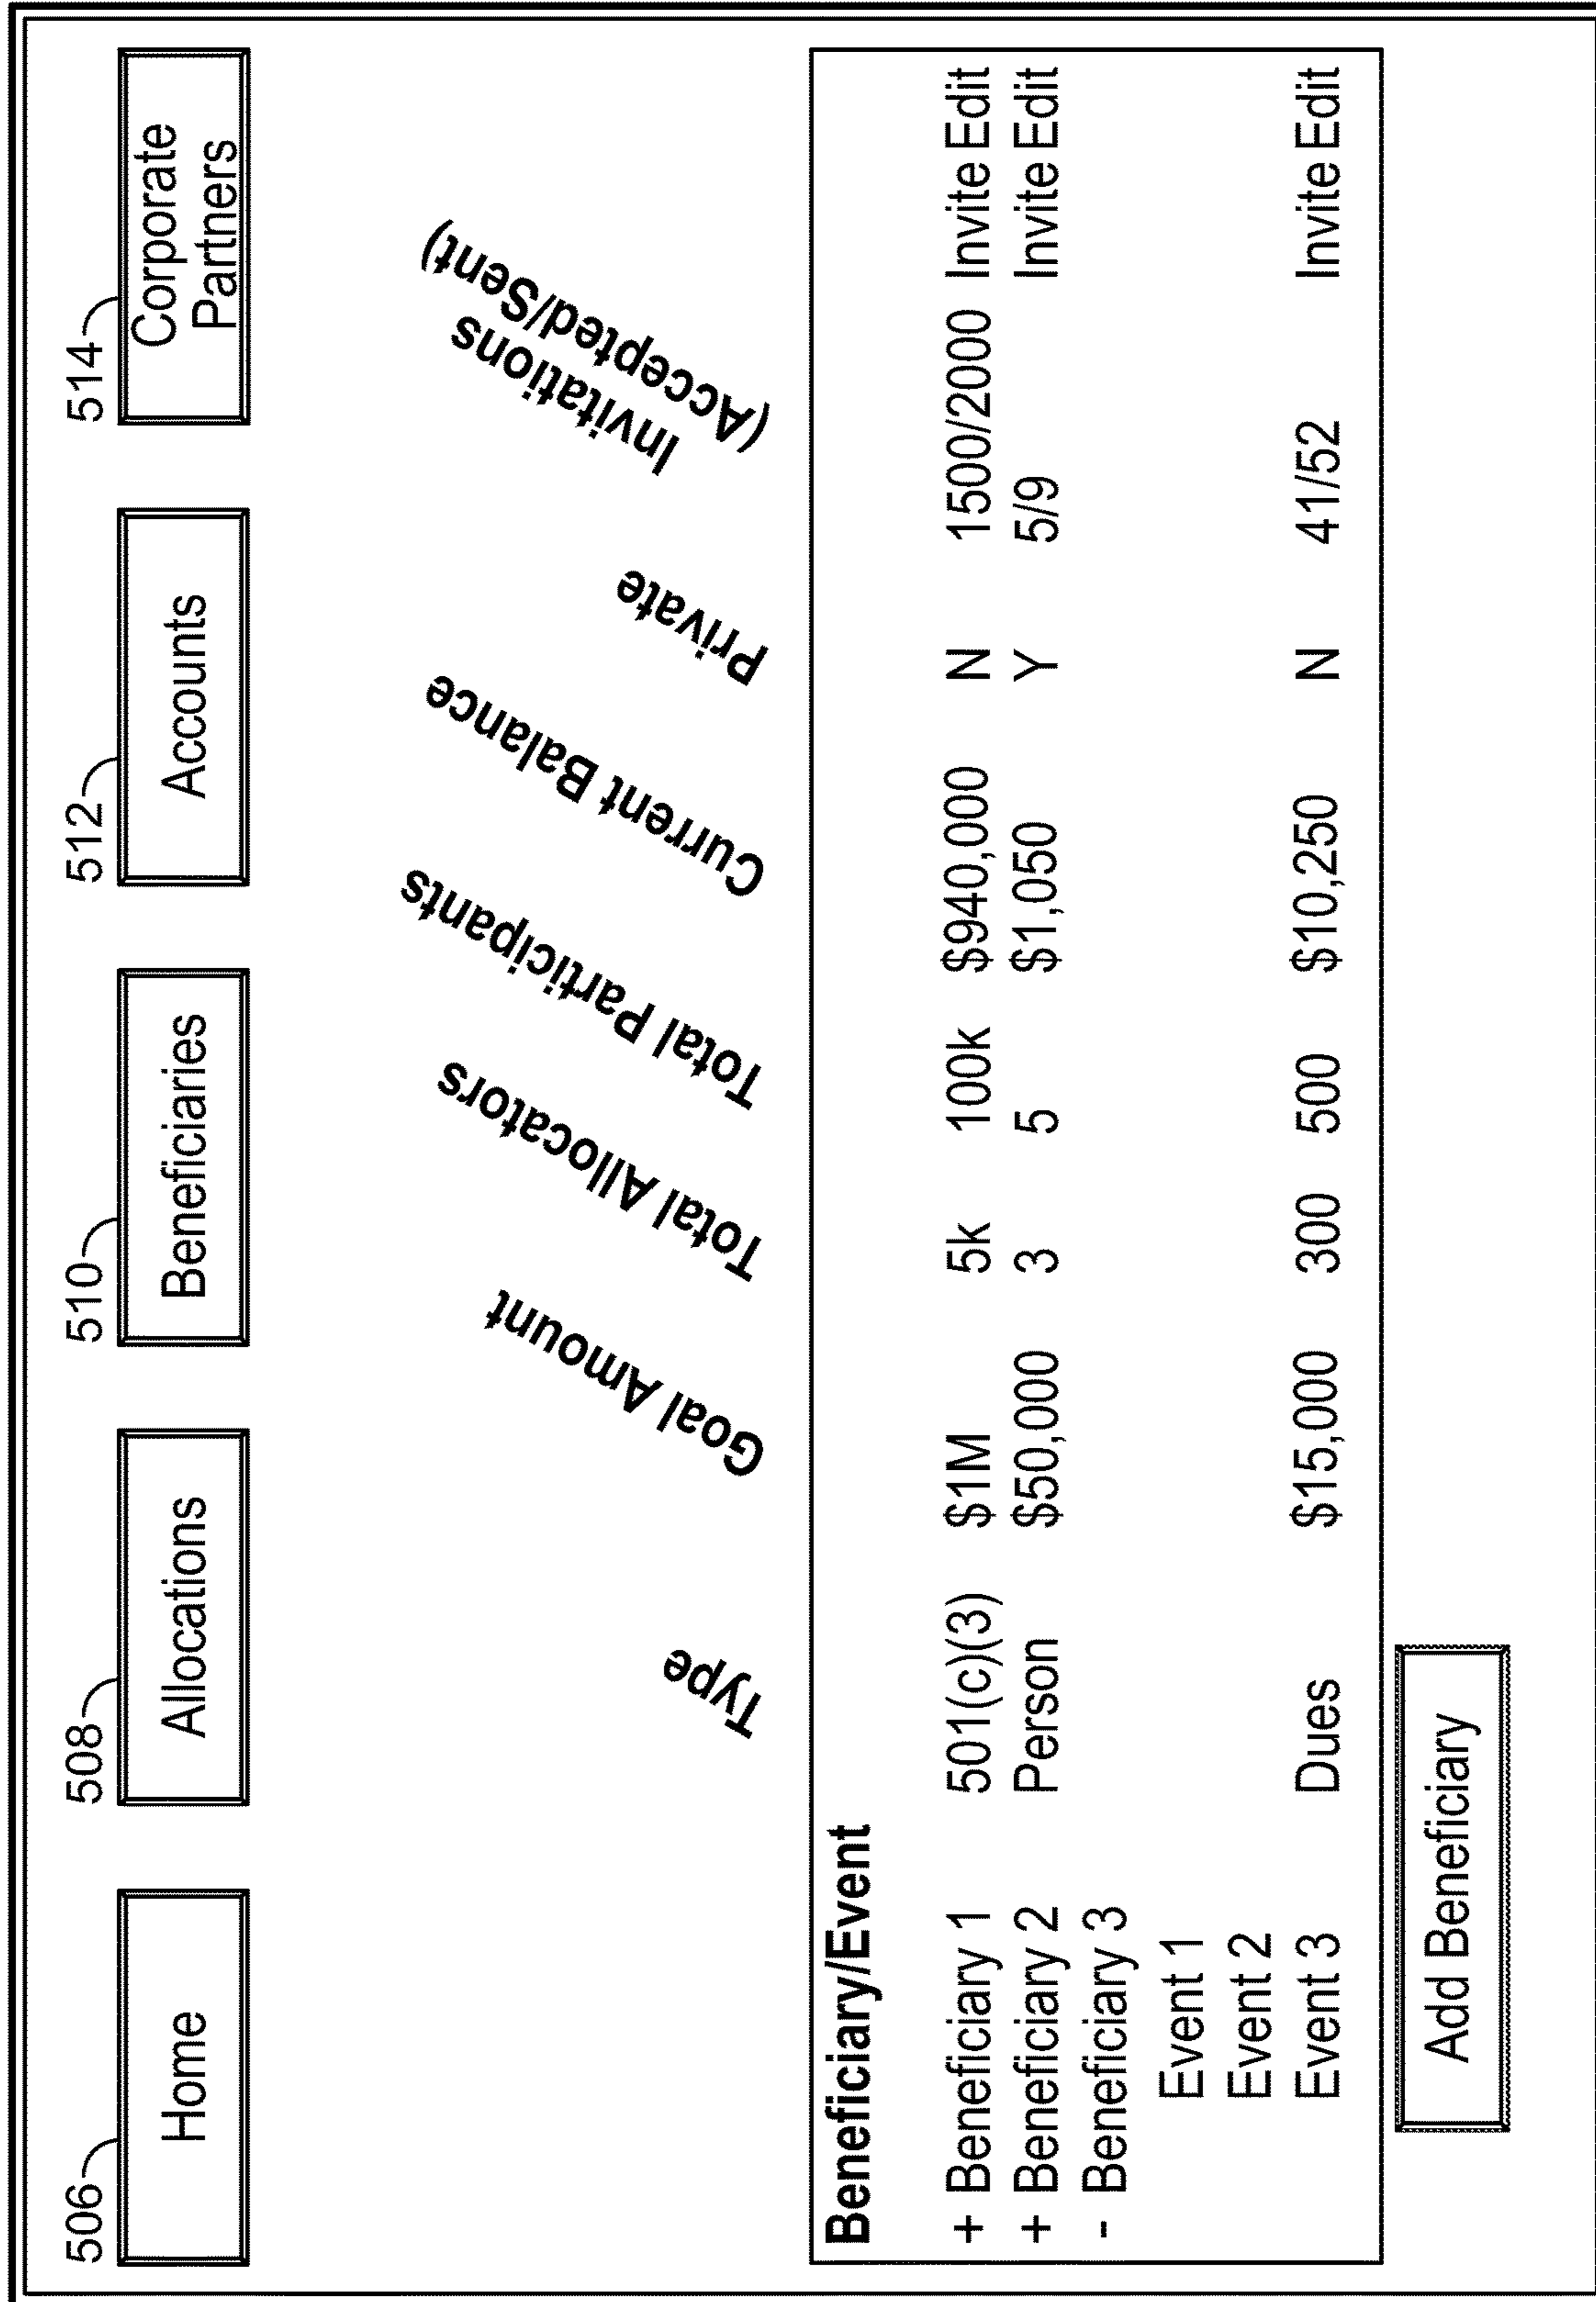 506 508 510 512 514
Home Allocations Beneficiaries Accounts Corporate
Partners
Type
Goal Amount
Total Allocators
Total Participants
Current Balance
Private
Invitations
(Accepted/Sent)
Beneficiary/Event
+ Beneficiary 1 501(c)(3) $1M 5k 100k $940,000 N 1500/2000 Invite Edit
+ Beneficiary 2 Person $50,000 3 5 $1,050 Y 5/9 Invite Edit
- Beneficiary 3
Event 1
Event 2
Event 3 Dues $15,000 300 500 $10,250 N 41/52 Invite Edit
Add Beneficiary